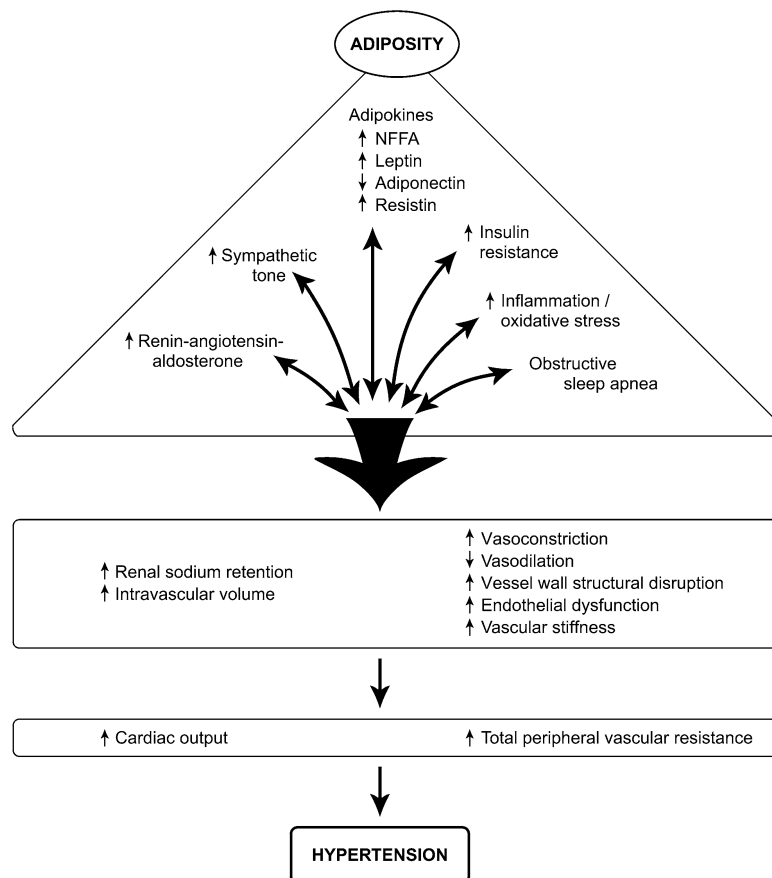 ADIPOSITY
Adipokines
↑ NFFA
↑ Leptin
↓ Adiponectin
↑ Resistin
↑ Sympathetic
tone
↑ Insulin
resistance
↑ Renin-angiotensin-
aldosterone
↑ Inflammation /
oxidative stress
Obstructive
sleep apnea
↑ Renal sodium retention
↑ Intravascular volume
↑ Vasoconstriction
↓ Vasodilation
↑ Vessel wall structural disruption
↑ Endothelial dysfunction
↑ Vascular stiffness
↑ Cardiac output
↑ Total peripheral vascular resistance
HYPERTENSION